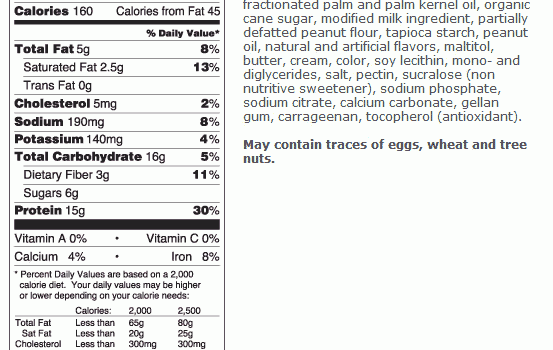 Calories 160 Calories from Fat 45
% Daily Value*
Total Fat 5g 8%
Saturated Fat 2.5g 13%
Trans Fat 0g
Cholesterol 5mg 2%
Sodium 190mg 8%
Potassium 140mg 4%
Total Carbohydrate 16g 5%
Dietary Fiber 3g 11%
Sugars 6g
Protein 15g 30%
Vitamin A 0% • Vitamin C 0%
Calcium 4% • Iron 8%
* Percent Daily Values are based on a 2,000
calorie diet. Your daily values may be higher
or lower depending on your calorie needs:
Calories: 2,000 2,500
Total Fat Less than 65g 80g
Sat Fat Less than 20g 25g
Cholesterol Less than 300mg 300mg
fractionated palm and palm kernel oil, organic
cane sugar, modified milk ingredient, partially
defatted peanut flour, tapioca starch, peanut
oil, natural and artificial flavors, maltitol,
butter, cream, color, soy lecithin, mono- and
diglycerides, salt, pectin, sucralose (non
nutritive sweetener), sodium phosphate,
sodium citrate, calcium carbonate, gellan
gum, carrageenan, tocopherol (antioxidant).
May contain traces of eggs, wheat and tree
nuts.